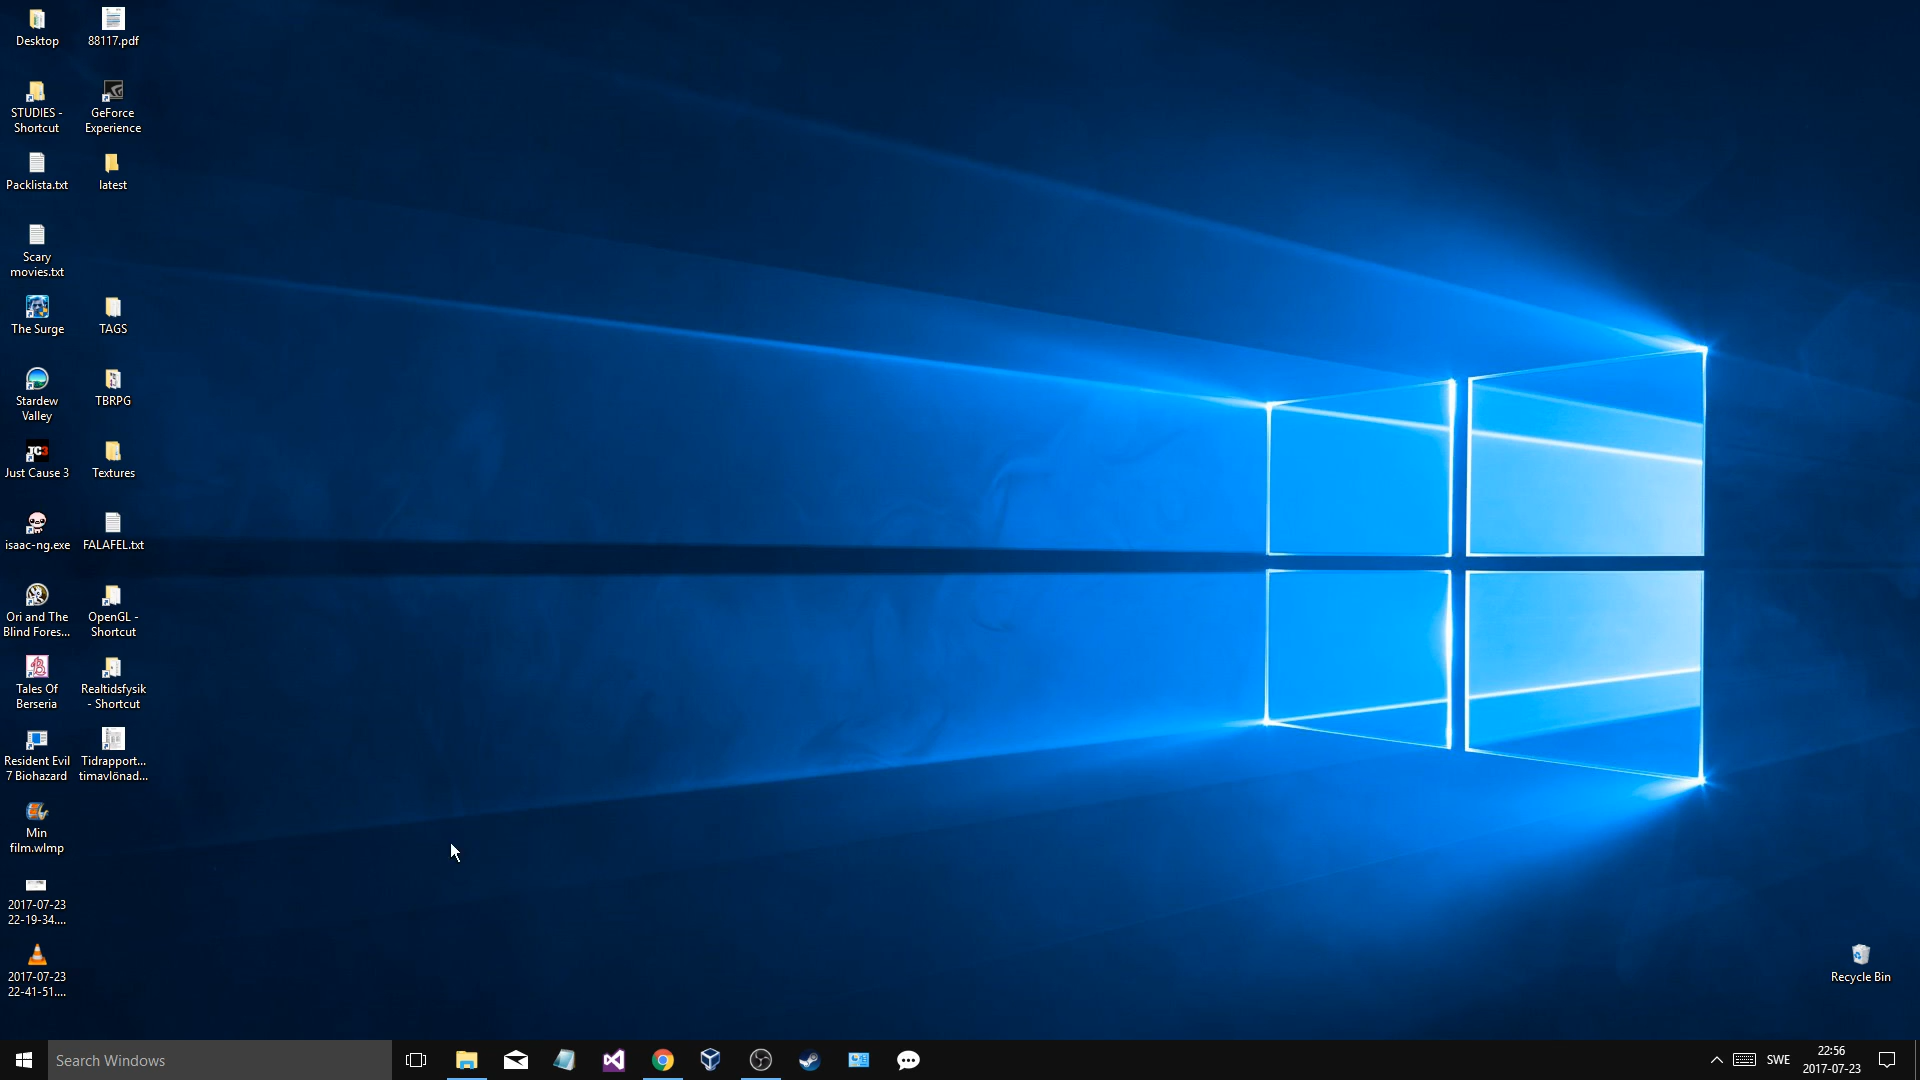 Desktop
88117.pdf
STUDIES -
Shortcut
GeForce
Experience
Packlista.txt
latest
Scary
movies.txt
The Surge
TAGS
Stardew
Valley
TBRPG
JC3
Just Cause 3
Textures
isaac-ng.exe
FALAFEL.txt
Ori and The
Blind Fores...
OpenGL -
Shortcut
Tales Of
Berseria
Realtidsfysik
- Shortcut
Resident Evil
7 Biohazard
Tidrapport...
timavlönad...
Min
film.wlmp
2017-07-23
22-19-34....
2017-07-23
22-41-51....
Recycle Bin
Search Windows
SWE
22:56
2017-07-23